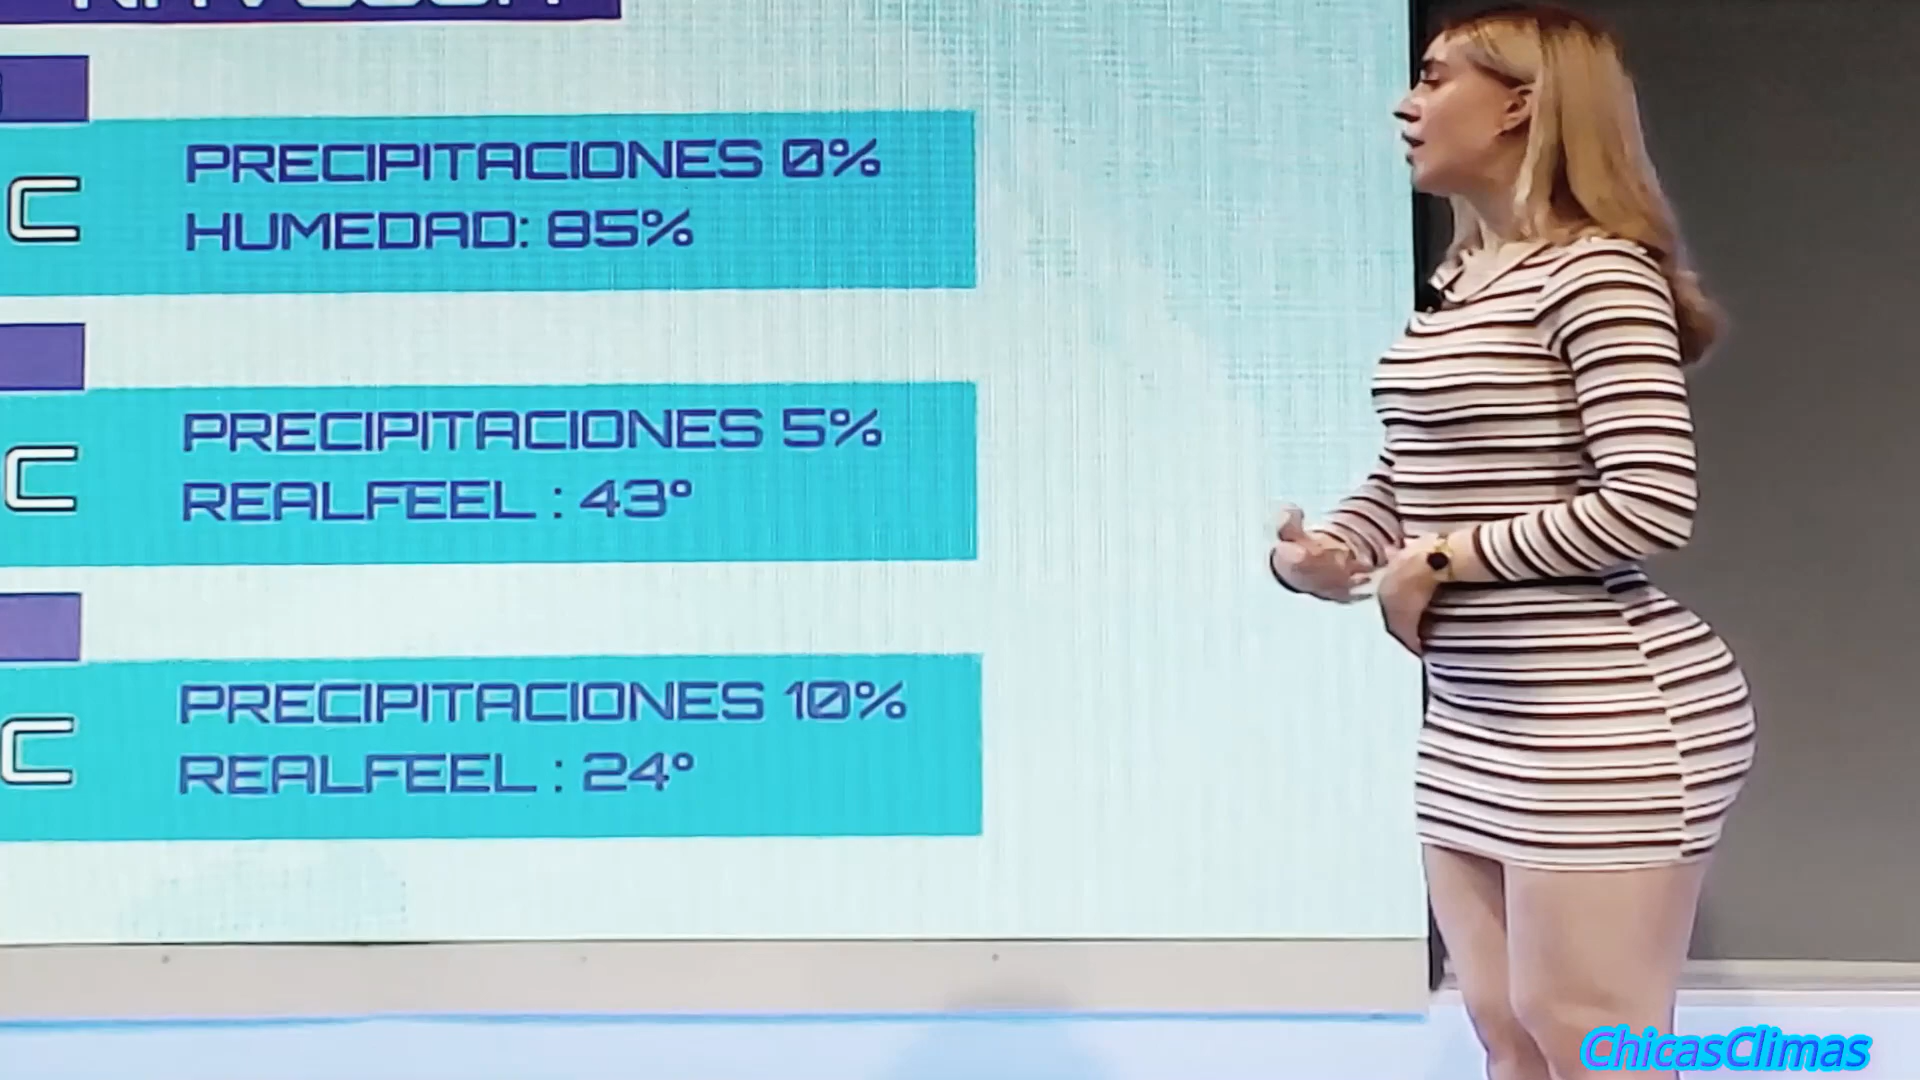 C
PRECIPITACIONES 0%
HUMEDAD: 85%
C
PRECIPITACIONES 5%
REALFEEL : 43°
C
PRECIPITACIONES 10%
REALFEEL : 24°
ChicasClimas